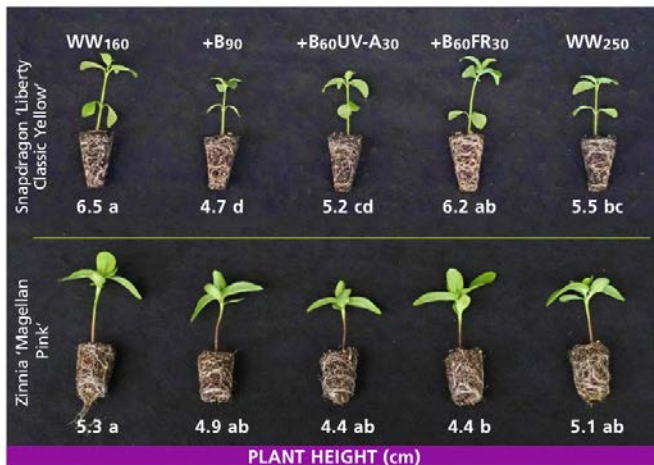 WW160 +B90 +B60UV-A30 +B60FR30 WW250
Snapdragon 'Liberty
Classic Yellow'
6.5 a 4.7 d 5.2 cd 6.2 ab 5.5 bc
Zinnia 'Magellan
Pink'
5.3 a 4.9 ab 4.4 ab 4.4 b 5.1 ab
PLANT HEIGHT (cm)